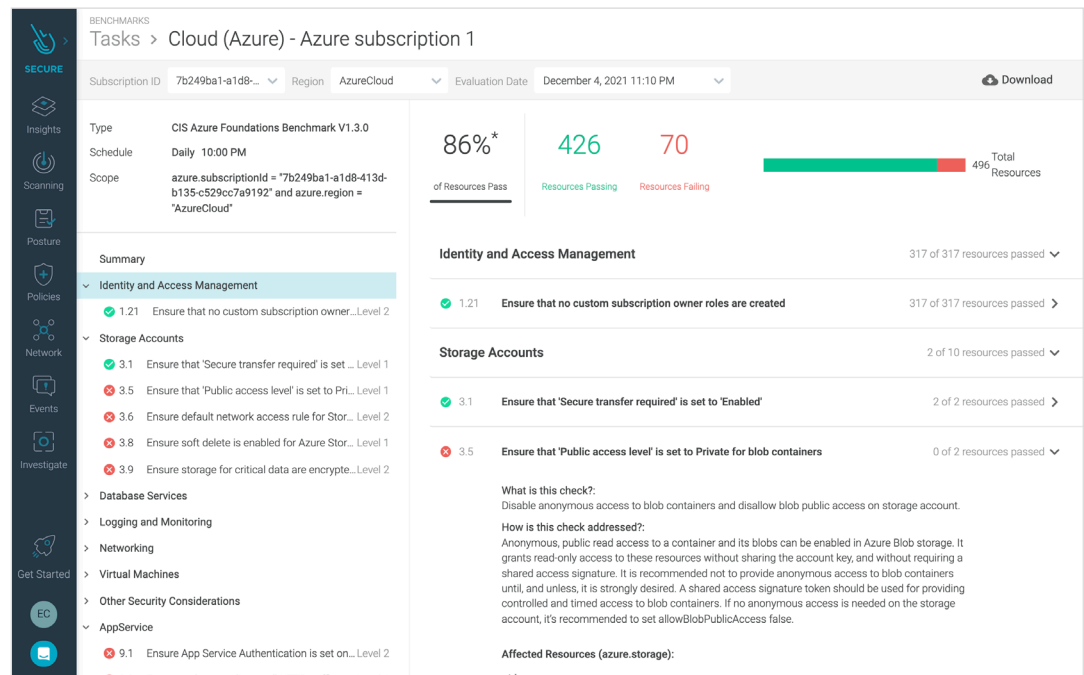 BENCHMARKS
Tasks > Cloud (Azure) - Azure subscription 1
SECURE
Subscription ID 7b249ba1-a1d8-... Region AzureCloud Evaluation Date December 4, 2021 11:10 PM Download
Insights
Scanning
Posture
Policies
Network
Events
Investigate
Get Started
EC
Type CIS Azure Foundations Benchmark V1.3.0
Schedule Daily 10:00 PM
Scope azure.subscriptionId = "7b249ba1-a1d8-413d-
b135-c529cc7a9192" and azure.region =
"AzureCloud"
Summary
Identity and Access Management
1.21 Ensure that no custom subscription owner... Level 2
Storage Accounts
3.1 Ensure that 'Secure transfer required' is set ... Level 1
3.5 Ensure that 'Public access level' is set to Pri... Level 1
3.6 Ensure default network access rule for Stor... Level 2
3.8 Ensure soft delete is enabled for Azure Stor... Level 1
3.9 Ensure storage for critical data are encrypte... Level 2
Database Services
Logging and Monitoring
Networking
Virtual Machines
Other Security Considerations
AppService
9.1 Ensure App Service Authentication is set on... Level 2
86%*
of Resources Pass
426
Resources Passing
70
Resources Failing
496 Total
Resources
Identity and Access Management 317 of 317 resources passed
1.21 Ensure that no custom subscription owner roles are created 317 of 317 resources passed
Storage Accounts 2 of 10 resources passed
3.1 Ensure that 'Secure transfer required' is set to 'Enabled' 2 of 2 resources passed
3.5 Ensure that 'Public access level' is set to Private for blob containers 0 of 2 resources passed
What is this check?:
Disable anonymous access to blob containers and disallow blob public access on storage account.
How is this check addressed?:
Anonymous, public read access to a container and its blobs can be enabled in Azure Blob storage. It
grants read-only access to these resources without sharing the account key, and without requiring a
shared access signature. It is recommended not to provide anonymous access to blob containers
until, and unless, it is strongly desired. A shared access signature token should be used for providing
controlled and timed access to blob containers. If no anonymous access is needed on the storage
account, it's recommended to set allowBlobPublicAccess false.
Affected Resources (azure.storage):